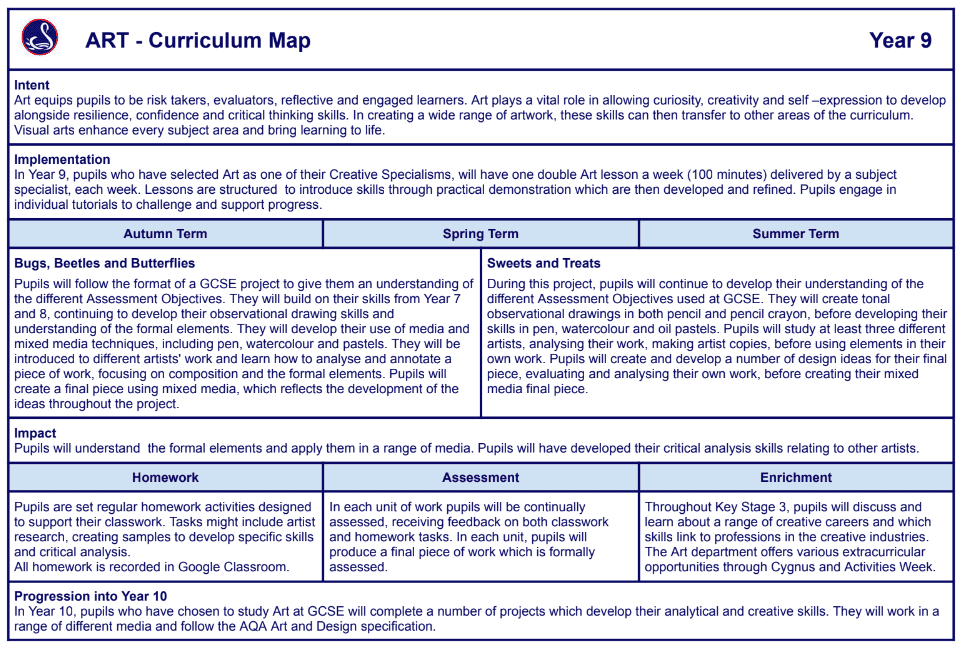 ART - Curriculum Map
Year 9
Intent
Art equips pupils to be risk takers, evaluators, reflective and engaged learners. Art plays a vital role in allowing curiosity, creativity and self –expression to develop
alongside resilience, confidence and critical thinking skills. In creating a wide range of artwork, these skills can then transfer to other areas of the curriculum.
Visual arts enhance every subject area and bring learning to life.
Implementation
In Year 9, pupils who have selected Art as one of their Creative Specialisms, will have one double Art lesson a week (100 minutes) delivered by a subject
specialist, each week. Lessons are structured  to introduce skills through practical demonstration which are then developed and refined. Pupils engage in
individual tutorials to challenge and support progress.
Autumn Term
Spring Term
Summer Term
Bugs, Beetles and Butterflies
Pupils will follow the format of a GCSE project to give them an understanding of
the different Assessment Objectives. They will build on their skills from Year 7
and 8, continuing to develop their observational drawing skills and
understanding of the formal elements. They will develop their use of media and
mixed media techniques, including pen, watercolour and pastels. They will be
introduced to different artists' work and learn how to analyse and annotate a
piece of work, focusing on composition and the formal elements. Pupils will
create a final piece using mixed media, which reflects the development of the
ideas throughout the project.
Sweets and Treats
During this project, pupils will continue to develop their understanding of the
different Assessment Objectives used at GCSE. They will create tonal
observational drawings in both pencil and pencil crayon, before developing their
skills in pen, watercolour and oil pastels. Pupils will study at least three different
artists, analysing their work, making artist copies, before using elements in their
own work. Pupils will create and develop a number of design ideas for their final
piece, evaluating and analysing their own work, before creating their mixed
media final piece.
Impact
Pupils will understand  the formal elements and apply them in a range of media. Pupils will have developed their critical analysis skills relating to other artists.
Homework
Assessment
Enrichment
Pupils are set regular homework activities designed
to support their classwork. Tasks might include artist
research, creating samples to develop specific skills
and critical analysis.
All homework is recorded in Google Classroom.
In each unit of work pupils will be continually
assessed, receiving feedback on both classwork
and homework tasks. In each unit, pupils will
produce a final piece of work which is formally
assessed.
Throughout Key Stage 3, pupils will discuss and
learn about a range of creative careers and which
skills link to professions in the creative industries.
The Art department offers various extracurricular
opportunities through Cygnus and Activities Week.
Progression into Year 10
In Year 10, pupils who have chosen to study Art at GCSE will complete a number of projects which develop their analytical and creative skills. They will work in a
range of different media and follow the AQA Art and Design specification.